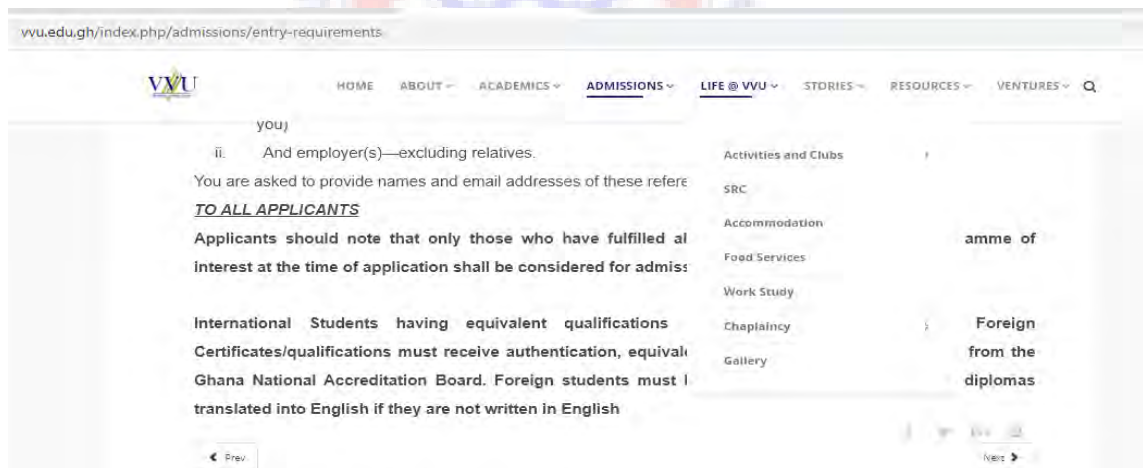 vvu.edu.gh/index.php/admissions/entry-requirements
VVU
HOME ABOUT ACADEMICS ADMISSIONS LIFE @ VVU STORIES RESOURCES VENTURES
you)
ii. And employer(s)—excluding relatives.
You are asked to provide names and email addresses of these refere
TO ALL APPLICANTS
Applicants should note that only those who have fulfilled al amme of
interest at the time of application shall be considered for admiss
International Students having equivalent qualifications Foreign
Certificates/qualifications must receive authentication, equivale from the
Ghana National Accreditation Board. Foreign students must diplomas
translated into English if they are not written in English
Activities and Clubs
SRC
Accommodation
Food Services
Work Study
Chaplaincy
Gallery
Prev
Next